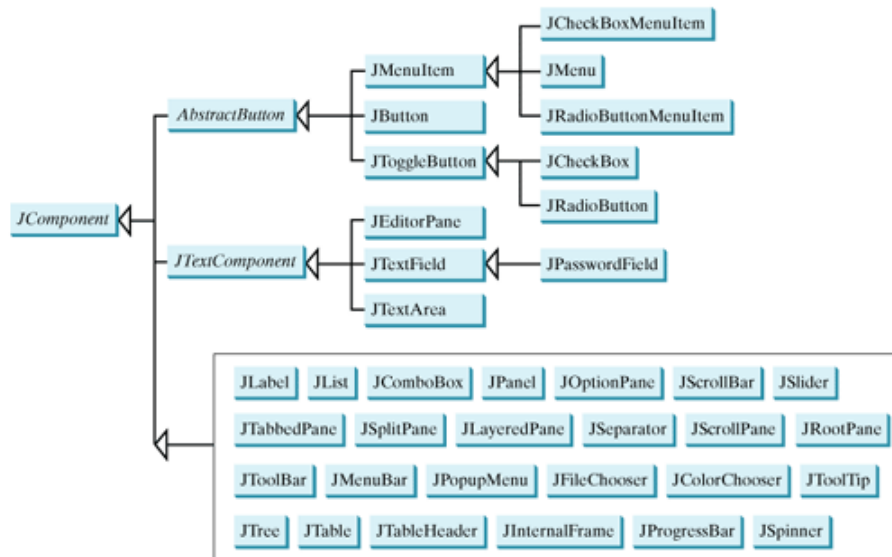 JCheckBoxMenuItem
JMenuItem
JMenu
AbstractButton
JButton
JRadioButtonMenuItem
JToggleButton
JCheckBox
JRadioButton
JComponent
JEditorPane
JTextComponent
JTextField
JPasswordField
JTextArea
JLabel JList JComboBox JPanel JOptionPane JScrollBar JSlider
JTabbedPane JSplitPane JLayeredPane JSeparator JScrollPane JRootPane
JToolBar JMenuBar JPopupMenu JFileChooser JColorChooser JToolTip
JTree JTable JTableHeader JInternalFrame JProgressBar JSpinner